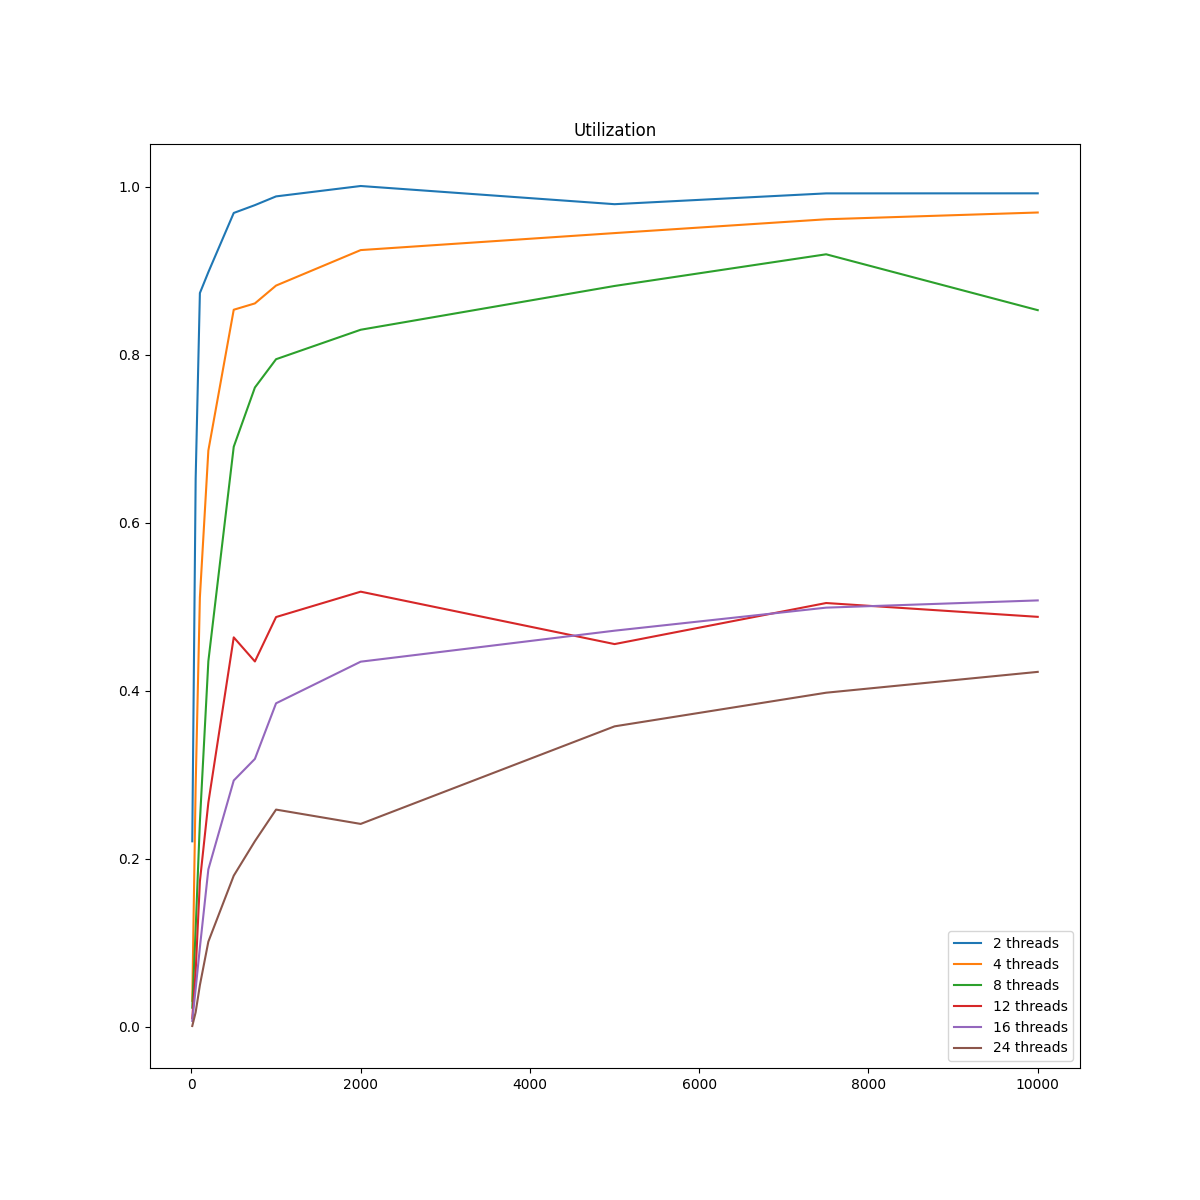 Utilization
1.0
0.8
0.6
0.4
0.2
0.0
0 2000 4000 6000 8000 10000
2 threads
4 threads
8 threads
12 threads
16 threads
24 threads